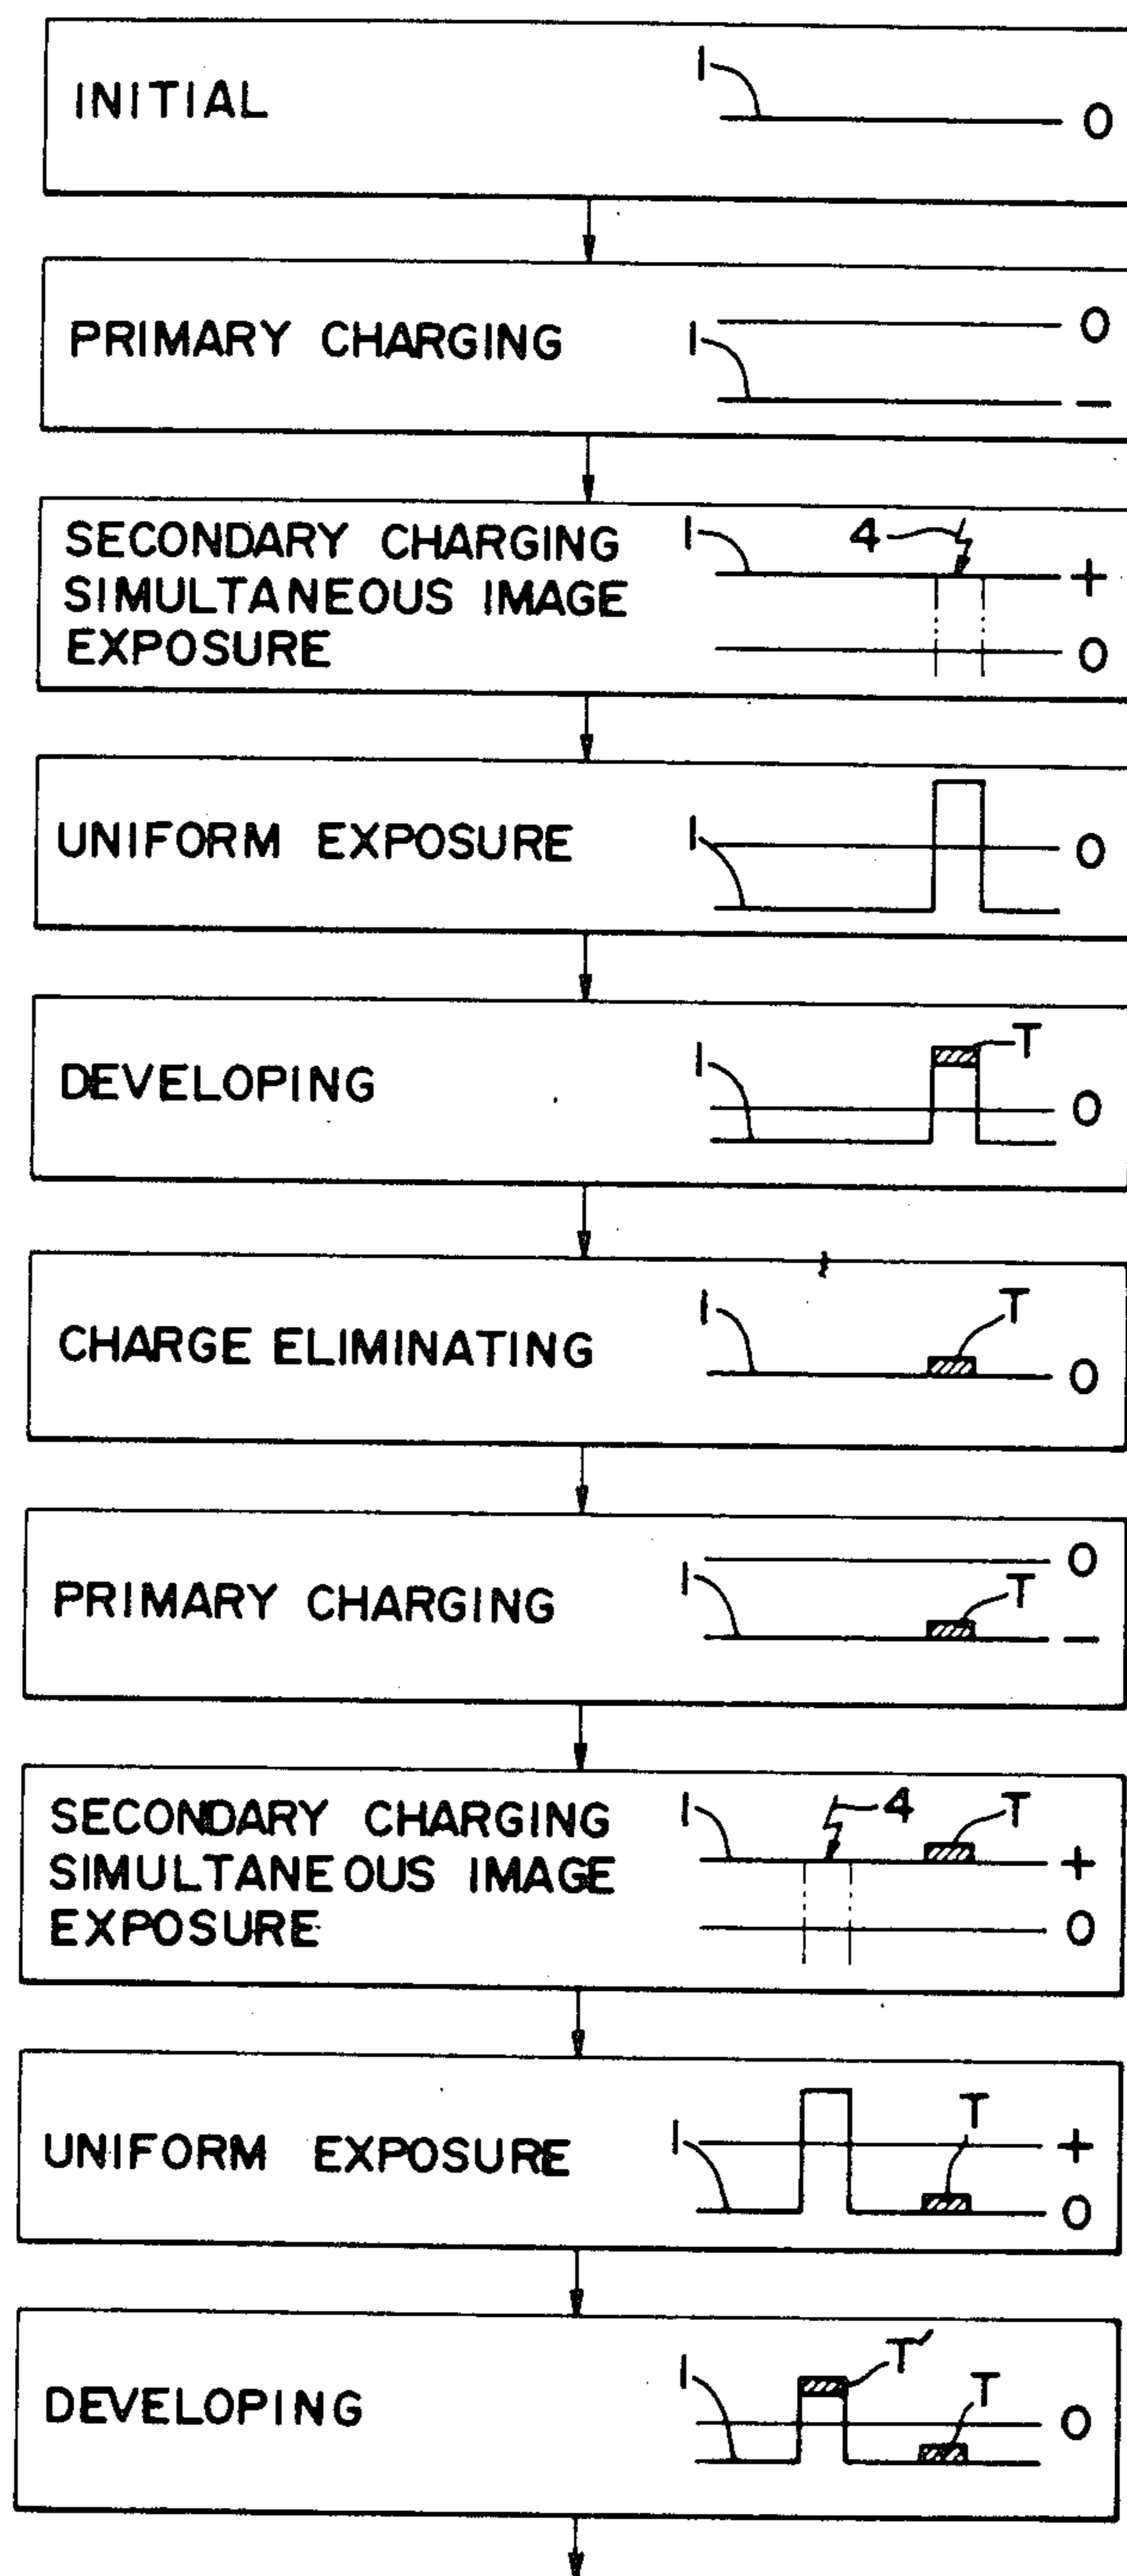 INITIAL
1
0
PRIMARY CHARGING
0
1
–
SECONDARY CHARGING
SIMULTANEOUS IMAGE
EXPOSURE
1
4
+
0
UNIFORM EXPOSURE
1
0
DEVELOPING
1
T
0
CHARGE ELIMINATING
1
T
0
PRIMARY CHARGING
0
1
T
–
SECONDARY CHARGING
SIMULTANEOUS IMAGE
EXPOSURE
1
4
T
+
0
UNIFORM EXPOSURE
1
T
+
0
DEVELOPING
1
T'
T
0